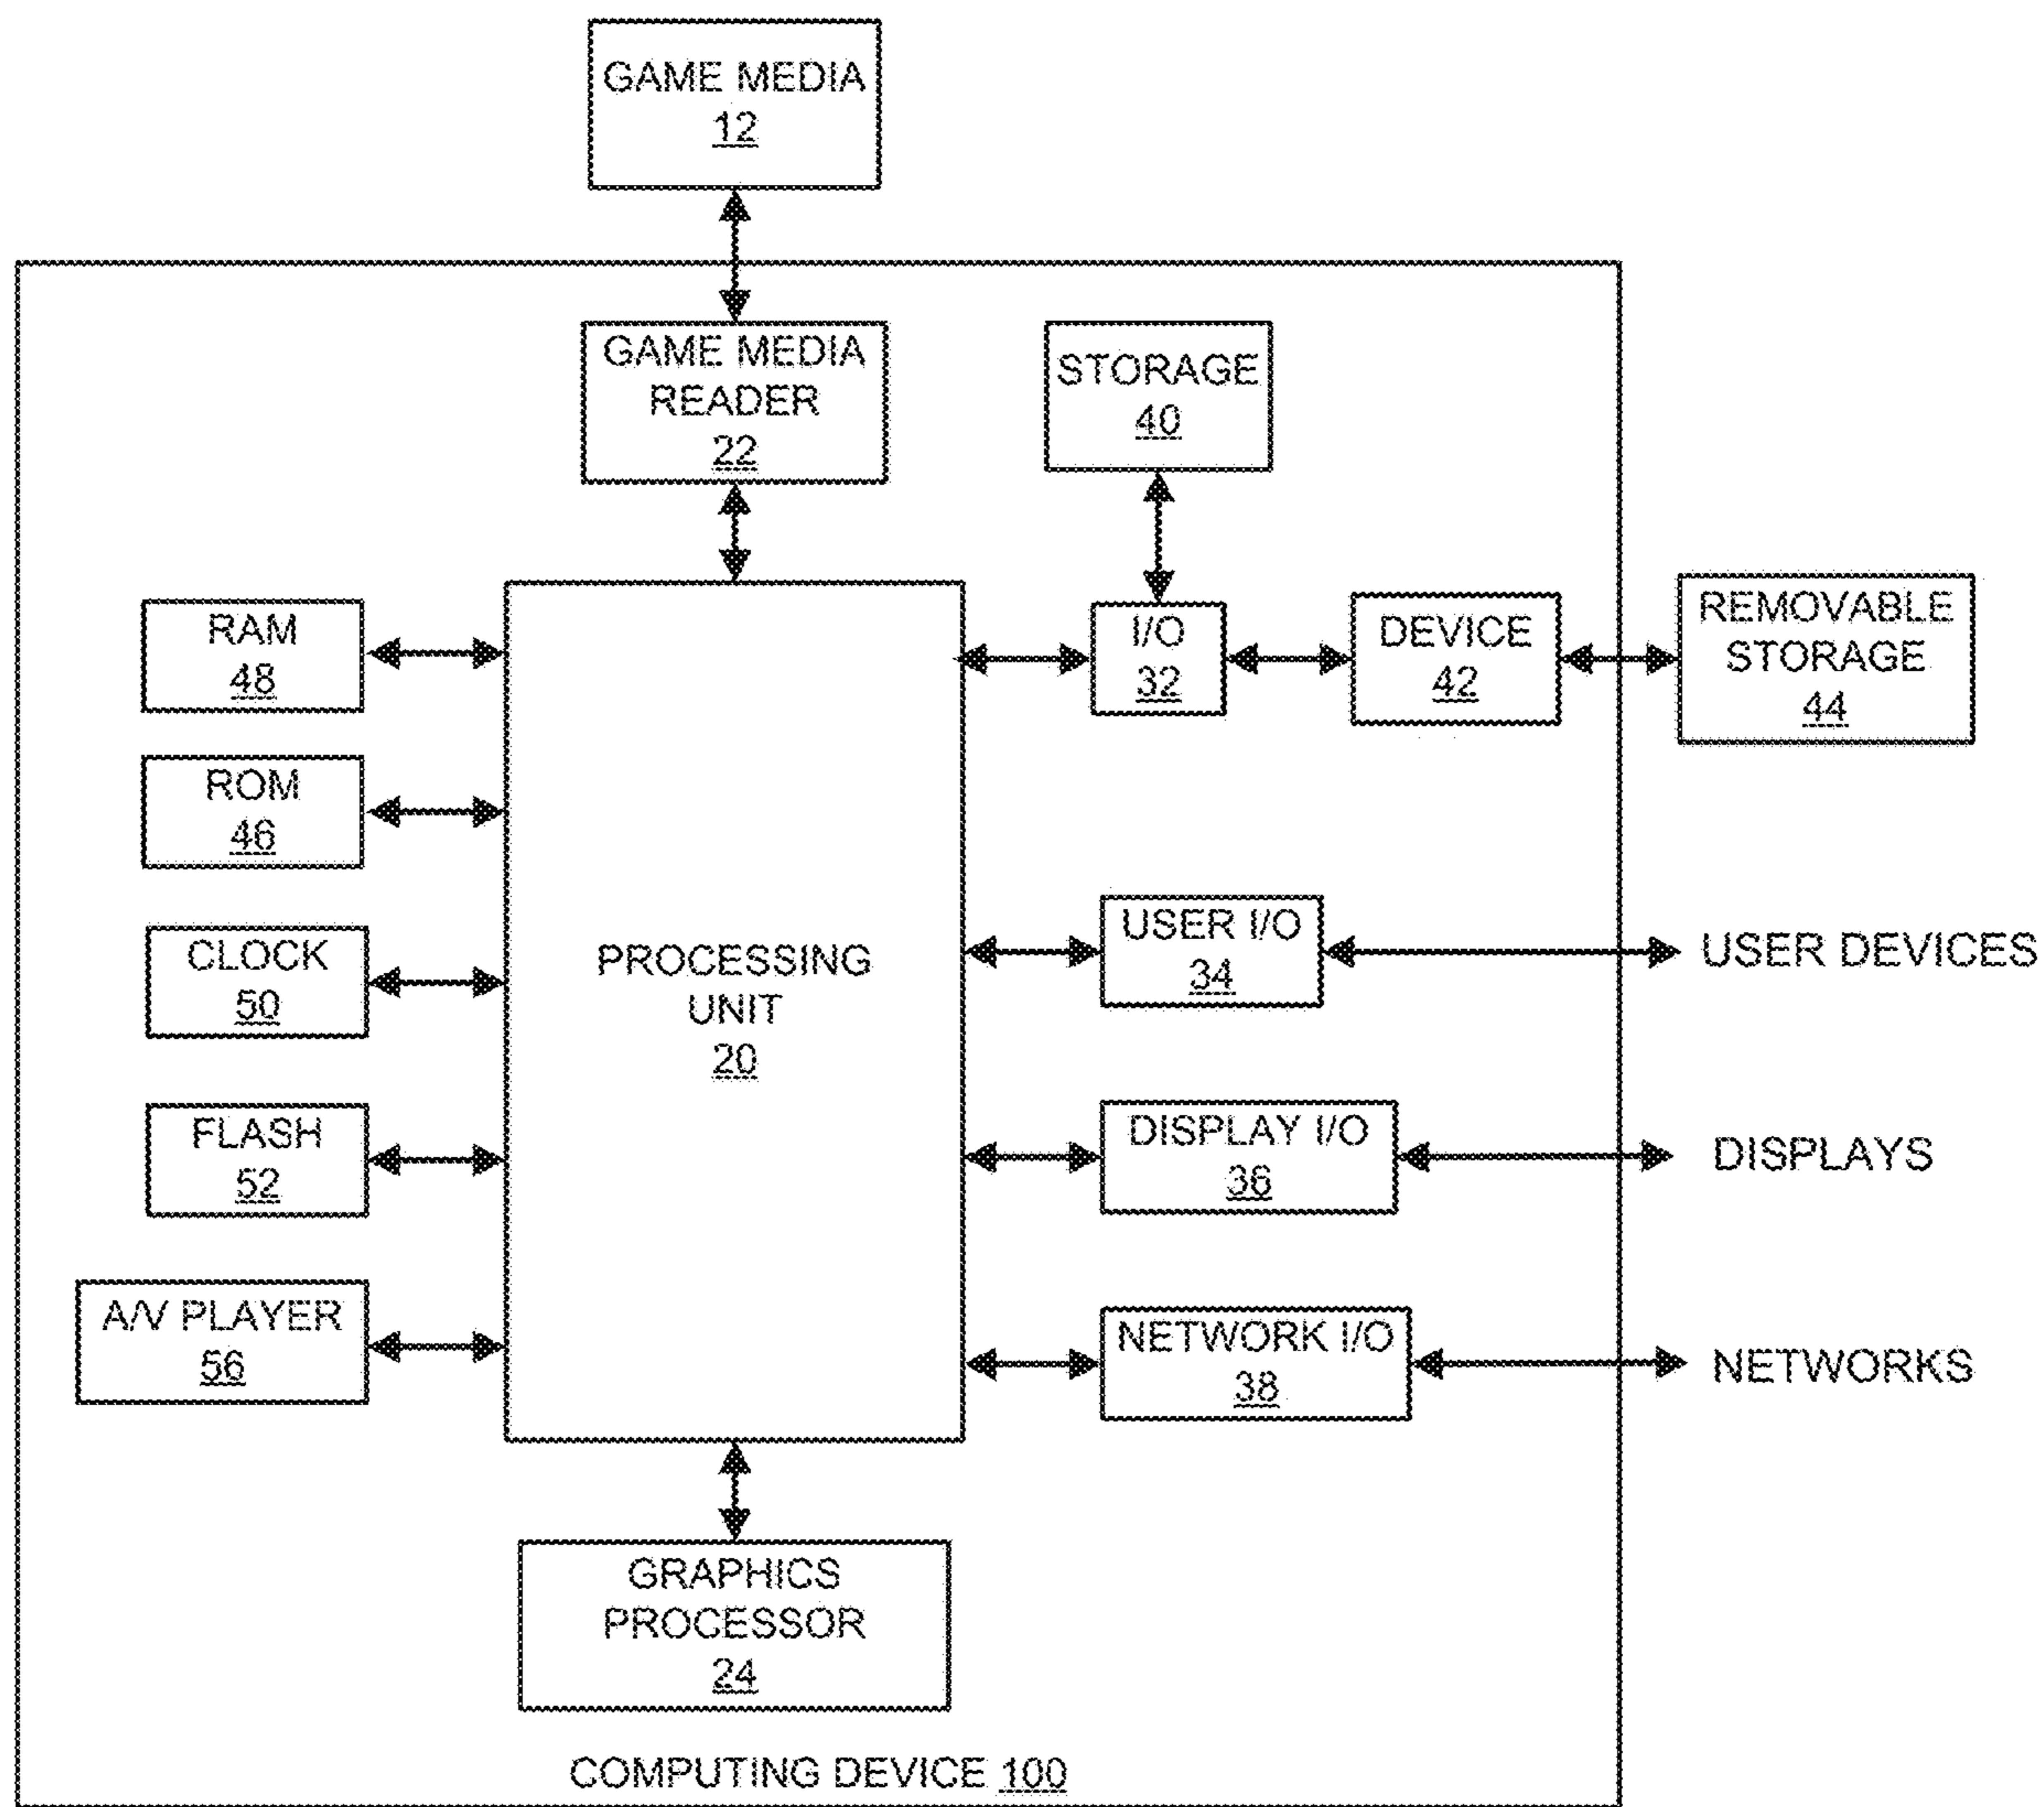 GAME MEDIA
12
GAME MEDIA
READER
22
STORAGE
40
RAM
48
I/O
32
DEVICE
42
REMOVABLE
STORAGE
44
ROM
46
CLOCK
50
PROCESSING
UNIT
20
USER I/O
34
USER DEVICES
FLASH
52
DISPLAY I/O
36
DISPLAYS
A/V PLAYER
56
NETWORK I/O
38
NETWORKS
GRAPHICS
PROCESSOR
24
COMPUTING DEVICE 100